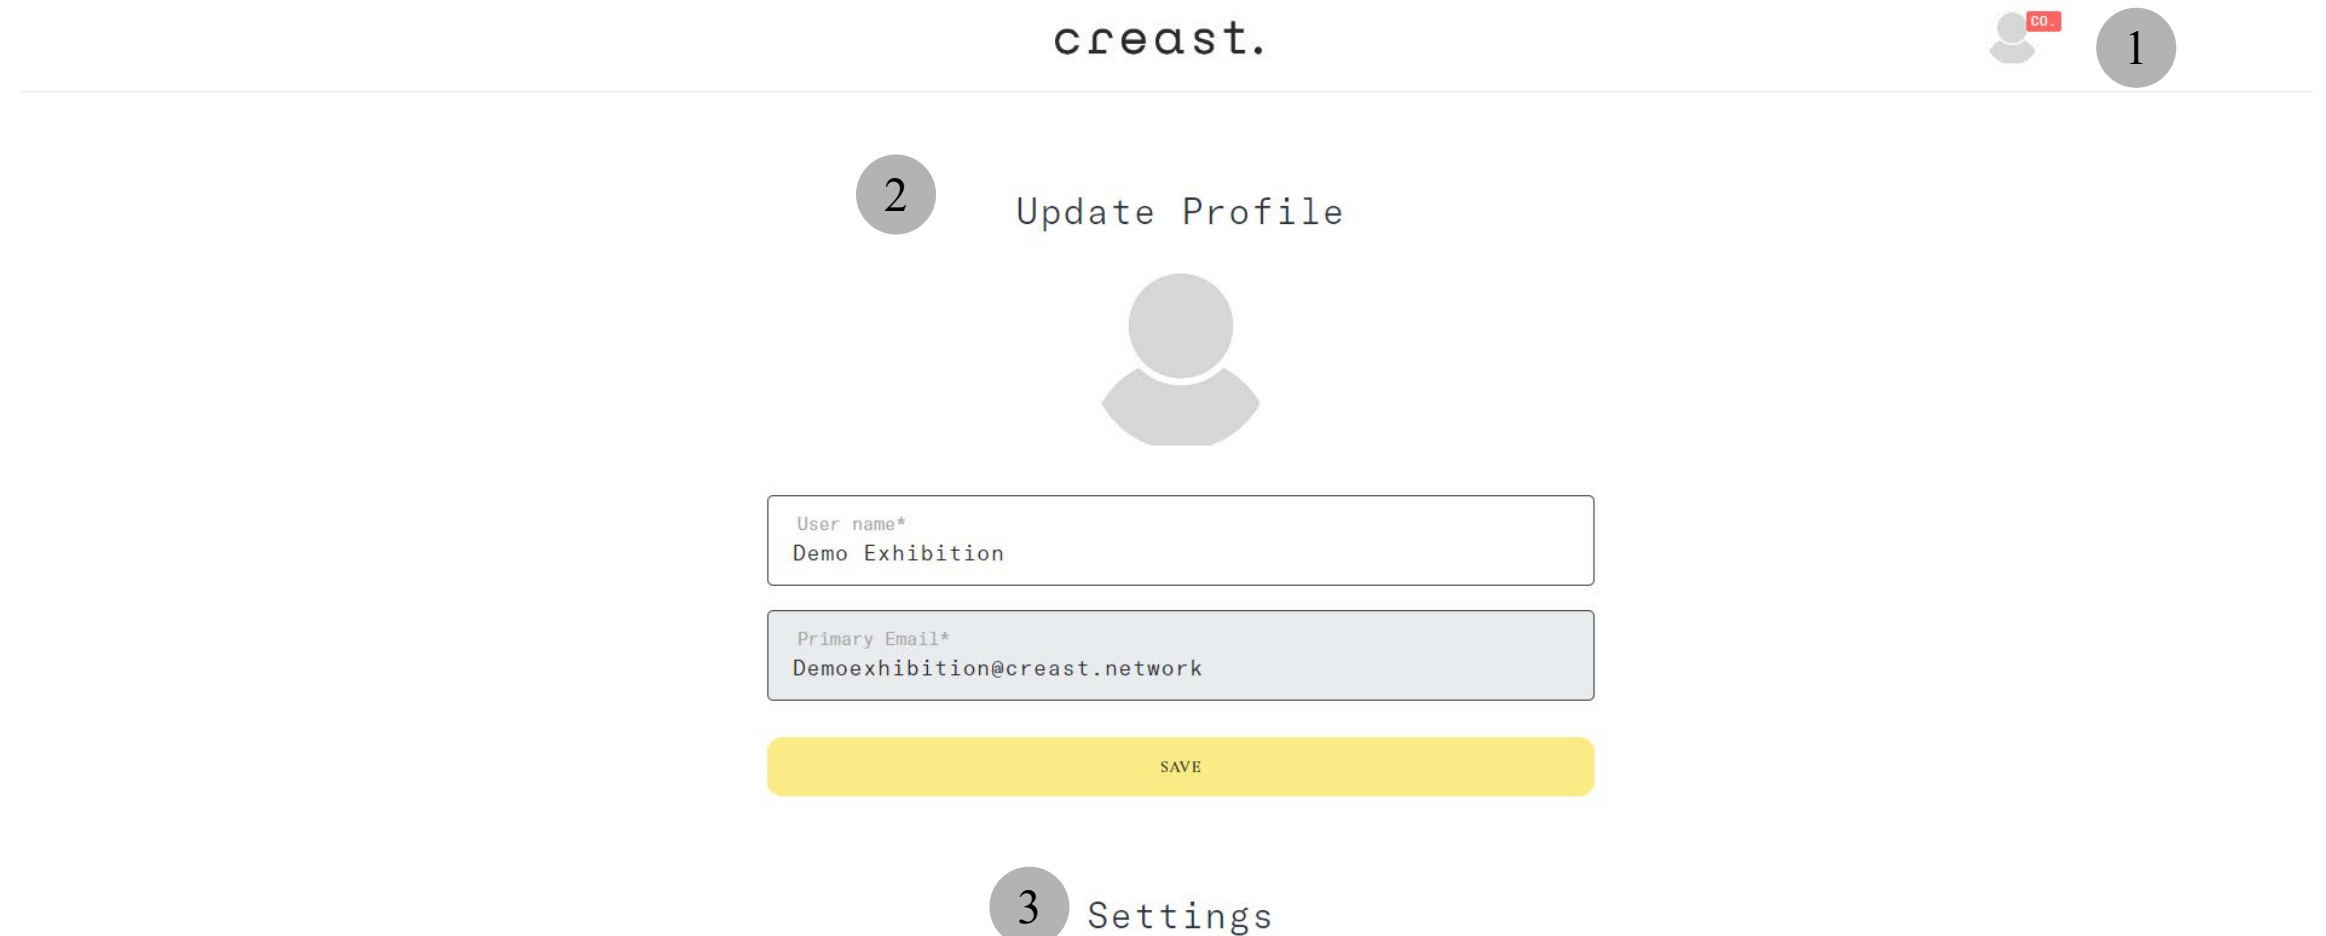 creast.
CO.
1
2
Update Profile
User name*
Demo Exhibition
Primary Email*
Demoexhibition@creast.network
SAVE
3
Settings